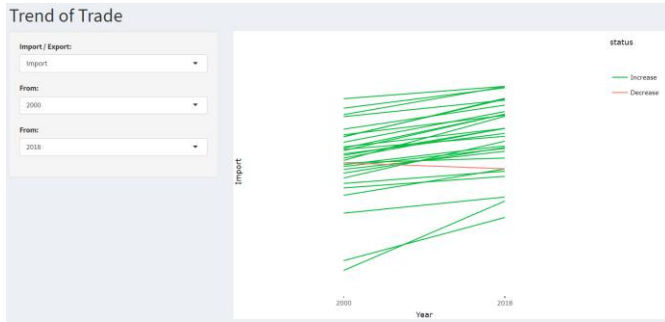 Trend of Trade
Import / Export:
Import
From:
2000
From:
2018
status
Increase
Decrease
Import
2000
2018
Year